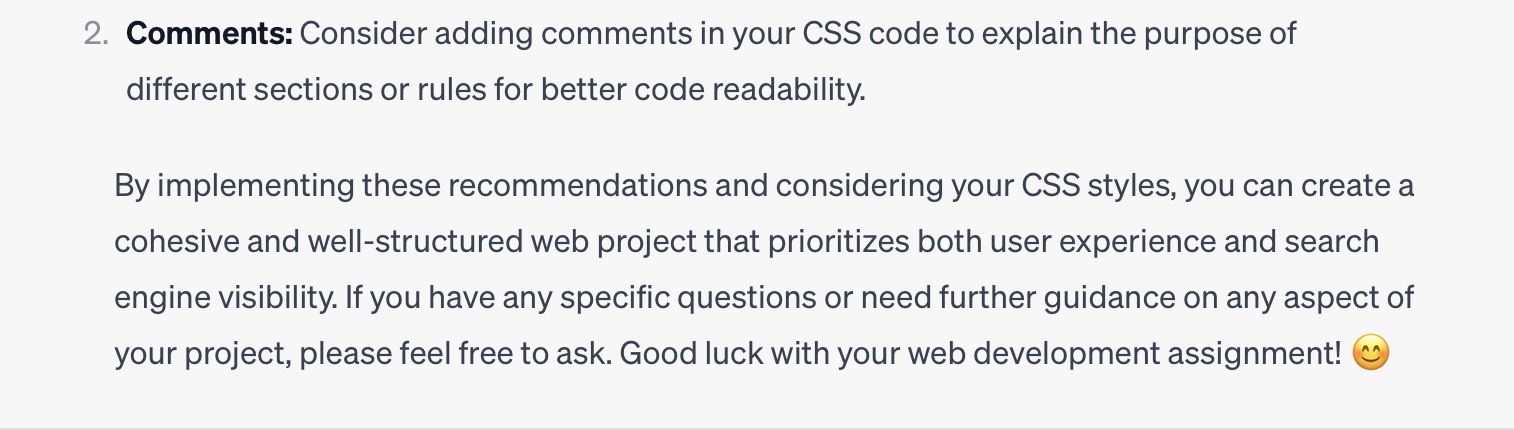 2. Comments: Consider adding comments in your CSS code to explain the purpose of
different sections or rules for better code readability.
By implementing these recommendations and considering your CSS styles, you can create a
cohesive and well-structured web project that prioritizes both user experience and search
engine visibility. If you have any specific questions or need further guidance on any aspect of
your project, please feel free to ask. Good luck with your web development assignment! 😊